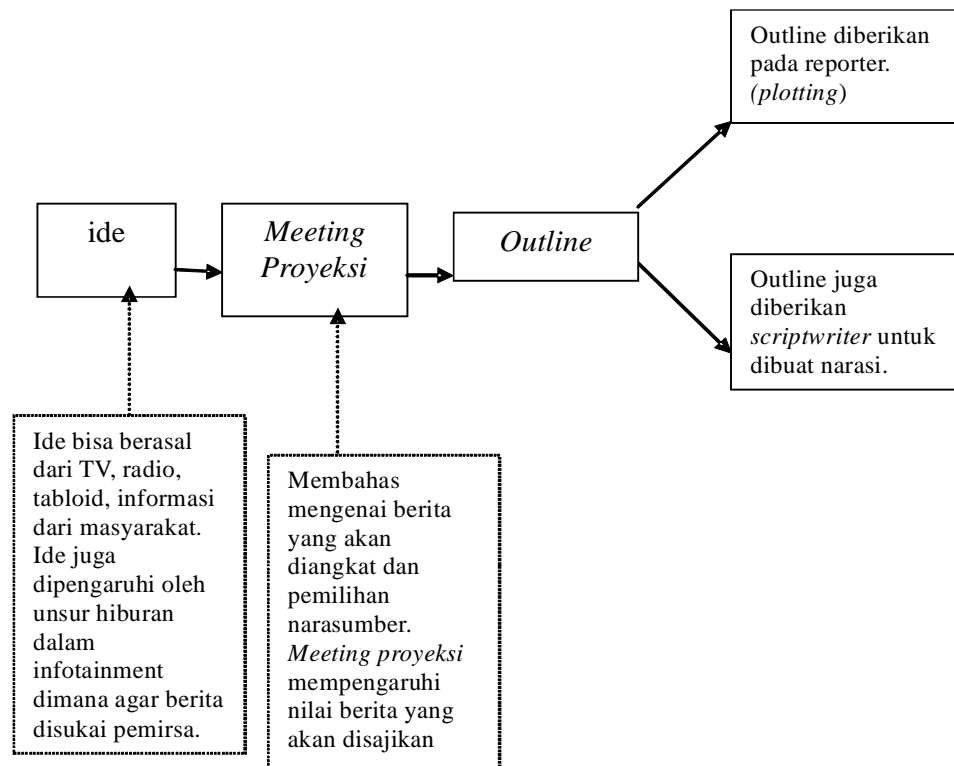 Outline diberikan
pada reporter.
(plotting)
ide
Meeting
Proyeksi
Outline
Outline juga
diberikan
scriptwriter untuk
dibuat narasi.
Ide bisa berasal
dari TV, radio,
tabloid, informasi
dari masyarakat.
Ide juga
dipengaruhi oleh
unsur hiburan
dalam
infotainment
dimana agar berita
disukai pemirsa.
Membahas
mengenai berita
yang akan
diangkat dan
pemilihan
narasumber.
Meeting proyeksi
mempengaruhi
nilai berita yang
akan disajikan